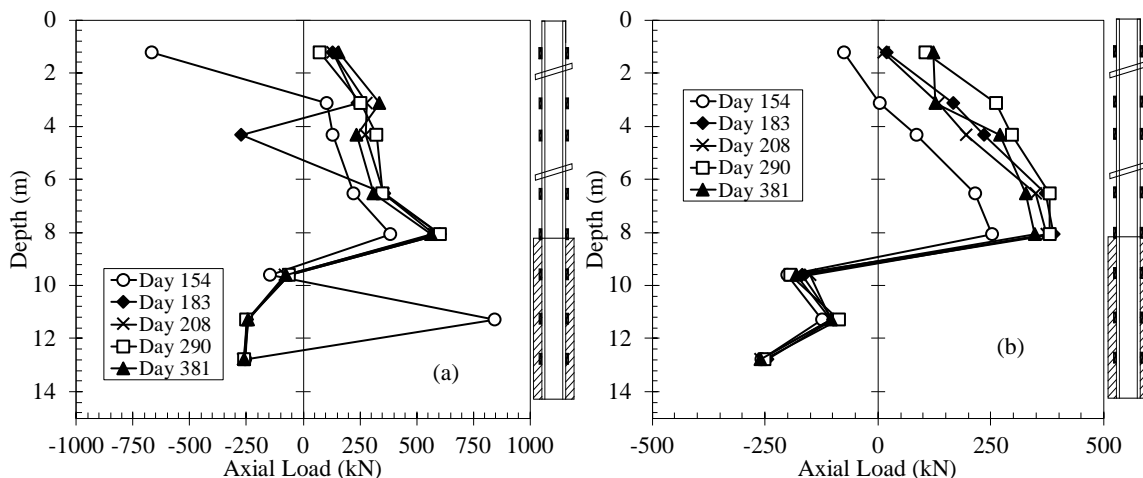 0
2
4
6
8
10
12
14
Depth (m)
-1000 -750 -500 -250 0 250 500 750 1000
Axial Load (kN)
Day 154
Day 183
Day 208
Day 290
Day 381
(a)
0
2
4
6
8
10
12
14
Depth (m)
-500 -250 0 250 500
Axial Load (kN)
Day 154
Day 183
Day 208
Day 290
Day 381
(b)